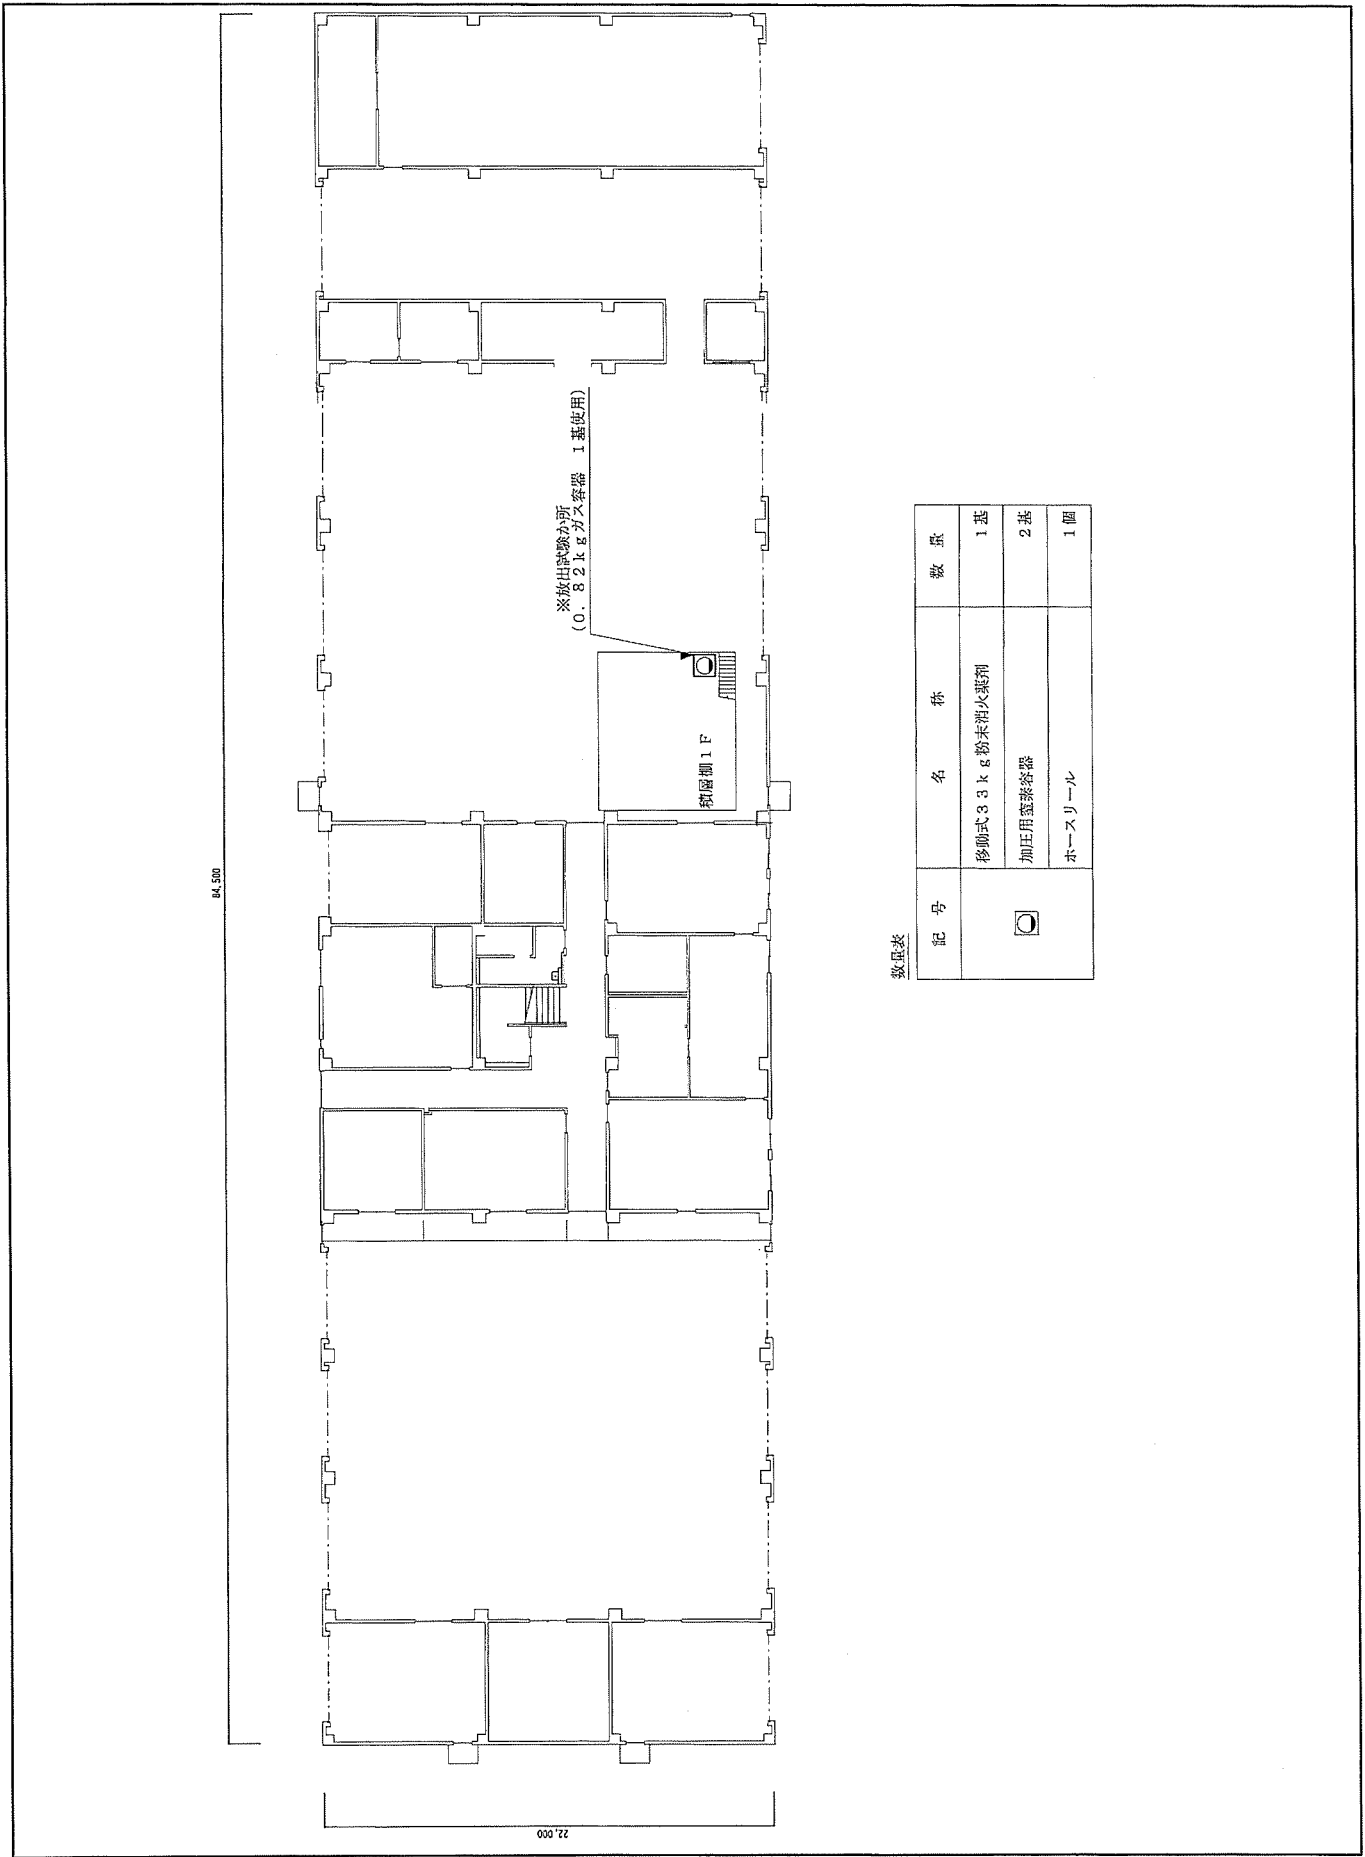 84,500
※放出試験か所
(0.82kgガス容器 1基使用)
積層棚1F
22,000
数量表
記号 名称 数量
移動式33kg粉末消火薬剤 1基
加圧用窒素容器 2基
ホースリール 1個